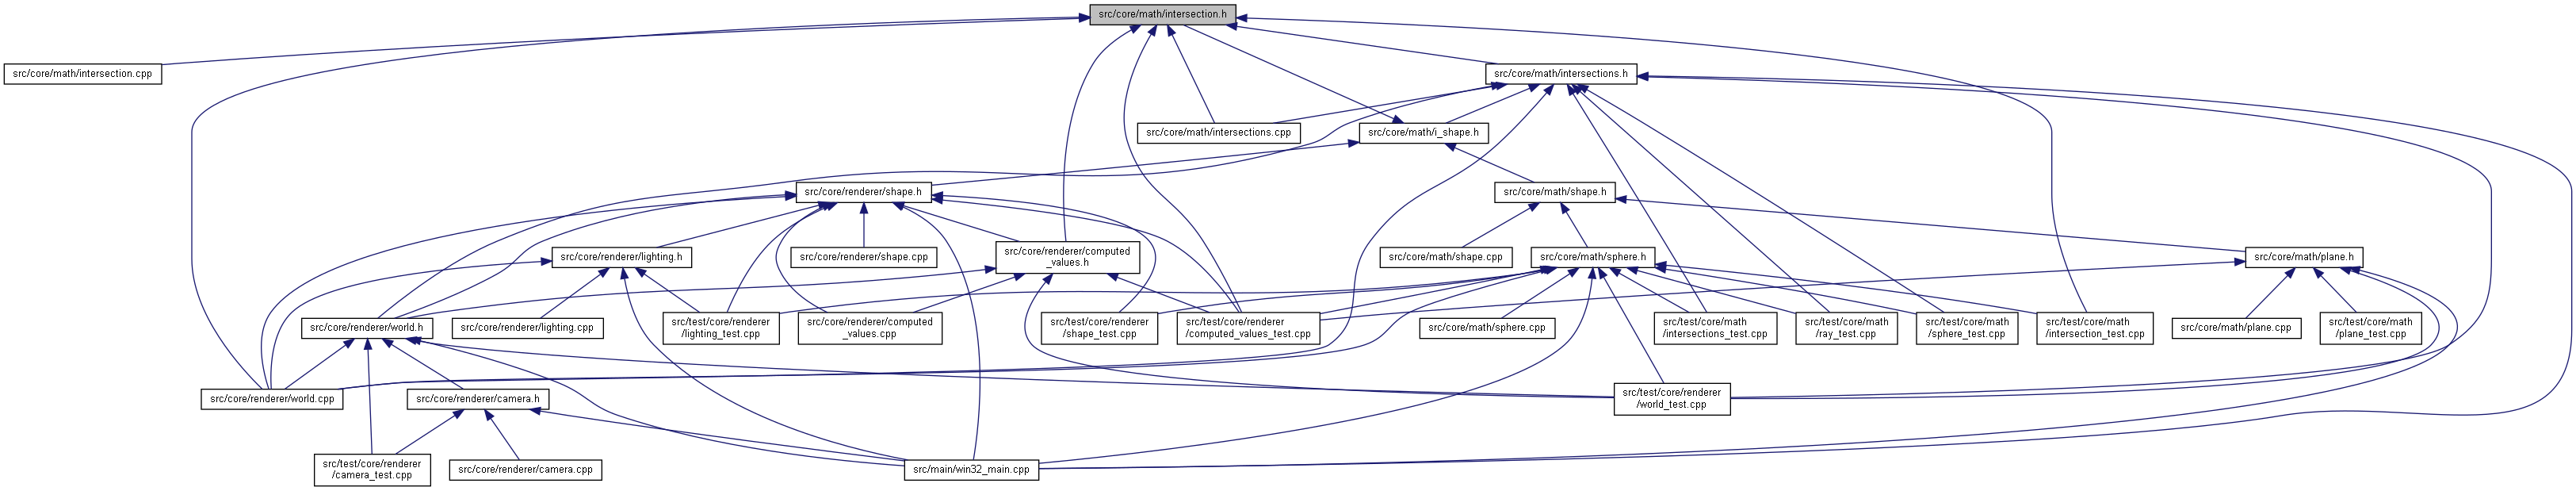 src/core/math/intersection.h
src/core/math/intersection.cpp
src/core/math/intersections.h
src/core/math/intersections.cpp
src/core/math/i_shape.h
src/core/renderer/shape.h
src/core/math/shape.h
src/core/renderer/lighting.h
src/core/renderer/shape.cpp
src/core/renderer/computed
_values.h
src/core/math/shape.cpp
src/core/math/sphere.h
src/core/math/plane.h
src/core/renderer/world.h
src/core/renderer/lighting.cpp
src/test/core/renderer
/lighting_test.cpp
src/core/renderer/computed
_values.cpp
src/test/core/renderer
/shape_test.cpp
src/test/core/renderer
/computed_values_test.cpp
src/core/math/sphere.cpp
src/test/core/math
/intersections_test.cpp
src/test/core/math
/ray_test.cpp
src/test/core/math
/sphere_test.cpp
src/test/core/math
/intersection_test.cpp
src/core/math/plane.cpp
src/test/core/math
/plane_test.cpp
src/core/renderer/world.cpp
src/core/renderer/camera.h
src/test/core/renderer
/world_test.cpp
src/test/core/renderer
/camera_test.cpp
src/core/renderer/camera.cpp
src/main/win32_main.cpp